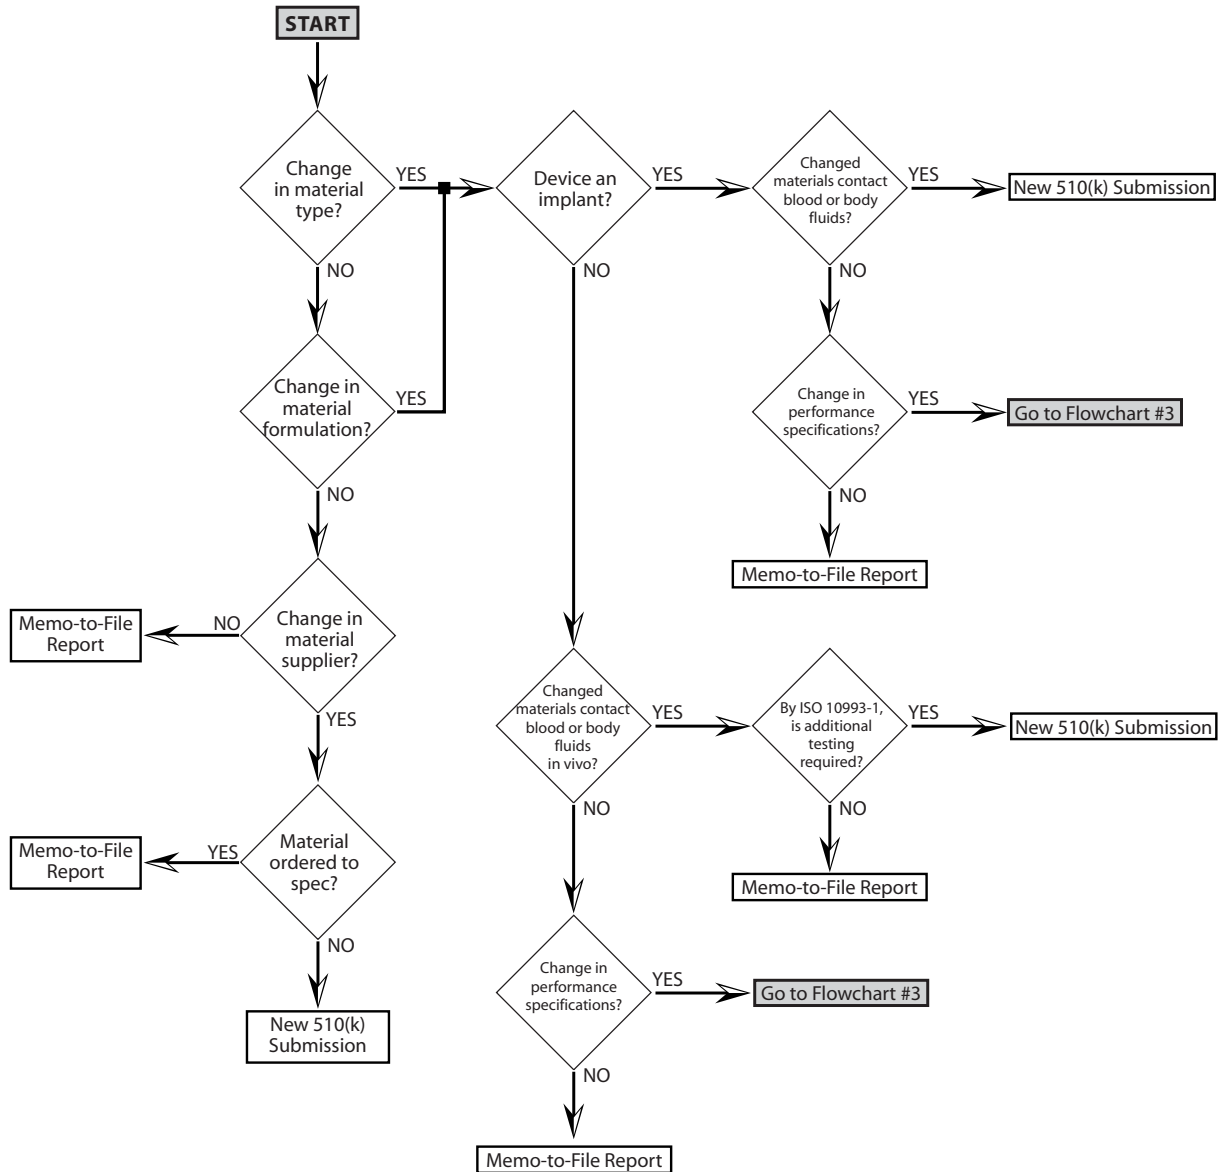 START
Change
in material
type?
YES
NO
Device an
implant?
YES
NO
Changed
materials contact
blood or body
fluids?
YES
NO
New 510(k) Submission
Change in
material
formulation?
YES
NO
Change in
performance
specifications?
YES
NO
Go to Flowchart #3
Memo-to-File Report
Change in
material
supplier?
NO
YES
Memo-to-File
Report
Changed
materials contact
blood or body
fluids
in vivo?
YES
NO
By ISO 10993-1,
is additional
testing
required?
YES
NO
New 510(k) Submission
Memo-to-File Report
Material
ordered to
spec?
YES
NO
Memo-to-File
Report
New 510(k)
Submission
Change in
performance
specifications?
YES
NO
Go to Flowchart #3
Memo-to-File Report